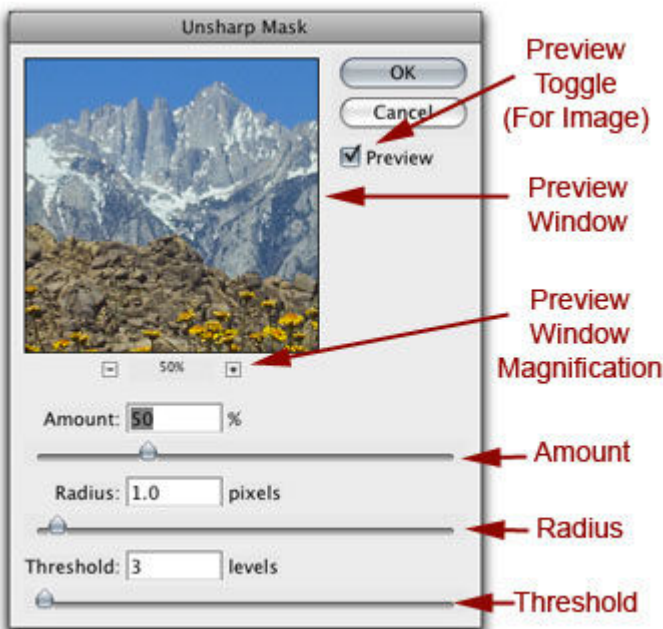 Unsharp Mask
OK
Cancel
Preview
Preview
Toggle
(For Image)
Preview
Window
Preview
Window
Magnification
50%
Amount: 50 %
Amount
Radius: 1.0 pixels
Radius
Threshold: 3 levels
Threshold